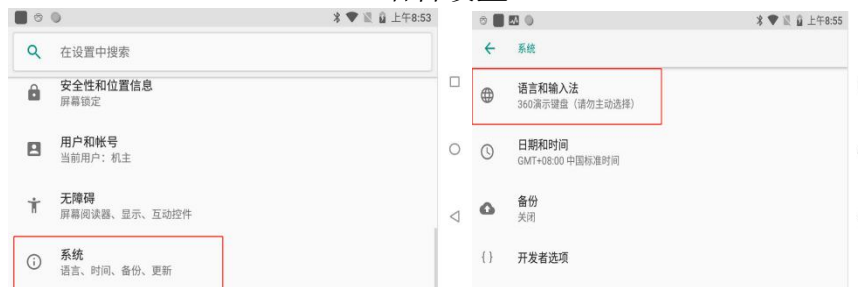 上午8:53
在设置中搜索
安全性和位置信息
屏幕锁定
用户和帐号
当前用户：机主
无障碍
屏幕阅读器、显示、互动控件
系统
语言、时间、备份、更新
上午8:55
系统
语言和输入法
360演示键盘（请勿主动选择）
日期和时间
GMT+08:00 中国标准时间
备份
关闭
{ } 开发者选项